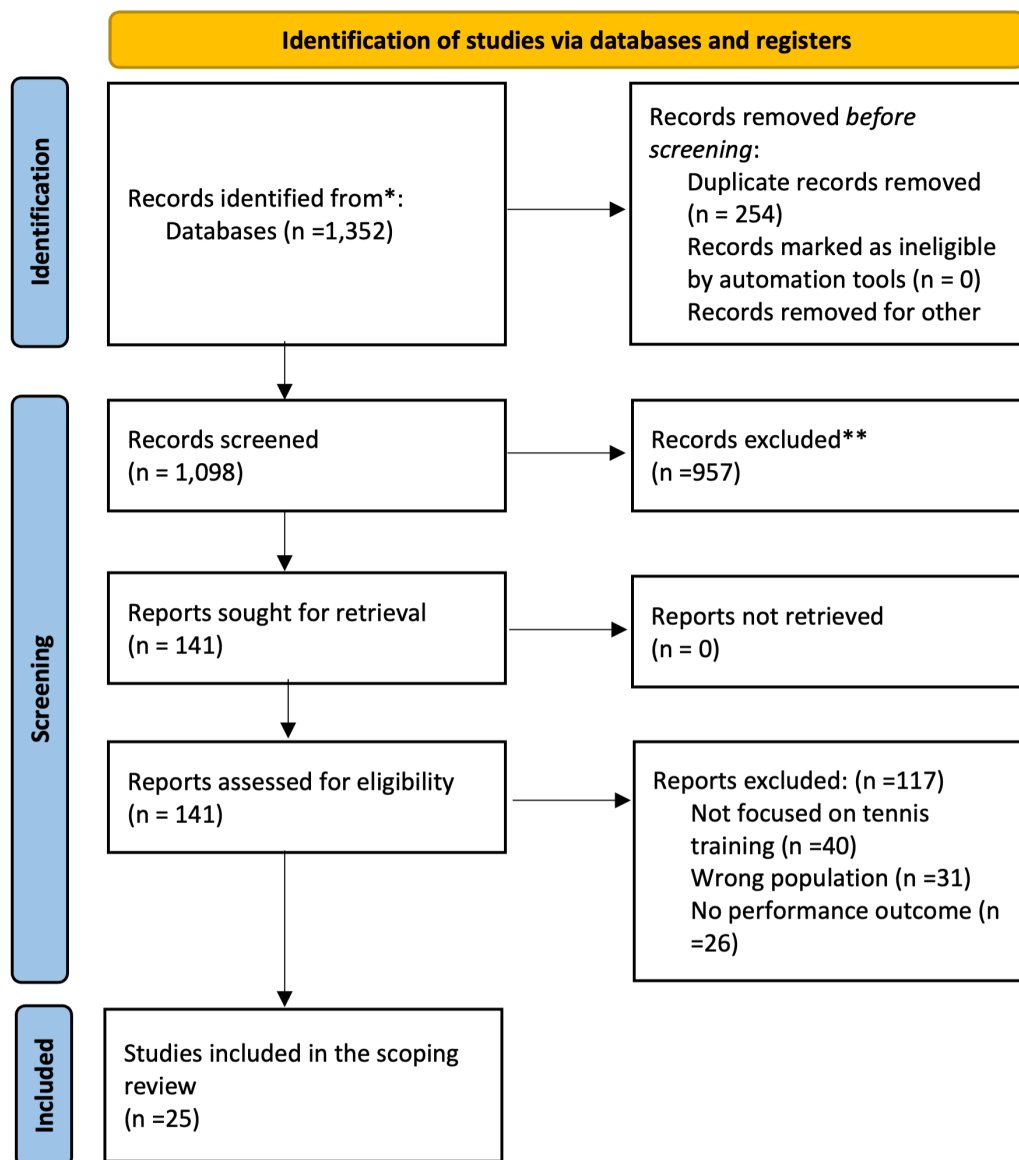 Identification of studies via databases and registers
Identification
Records identified from*:
Databases (n =1,352)
Records removed before
screening:
Duplicate records removed
(n = 254)
Records marked as ineligible
by automation tools (n = 0)
Records removed for other
Screening
Records screened
(n = 1,098)
Records excluded**
(n =957)
Reports sought for retrieval
(n = 141)
Reports not retrieved
(n = 0)
Reports assessed for eligibility
(n = 141)
Reports excluded: (n =117)
Not focused on tennis
training (n =40)
Wrong population (n =31)
No performance outcome (n
=26)
Included
Studies included in the scoping
review
(n =25)